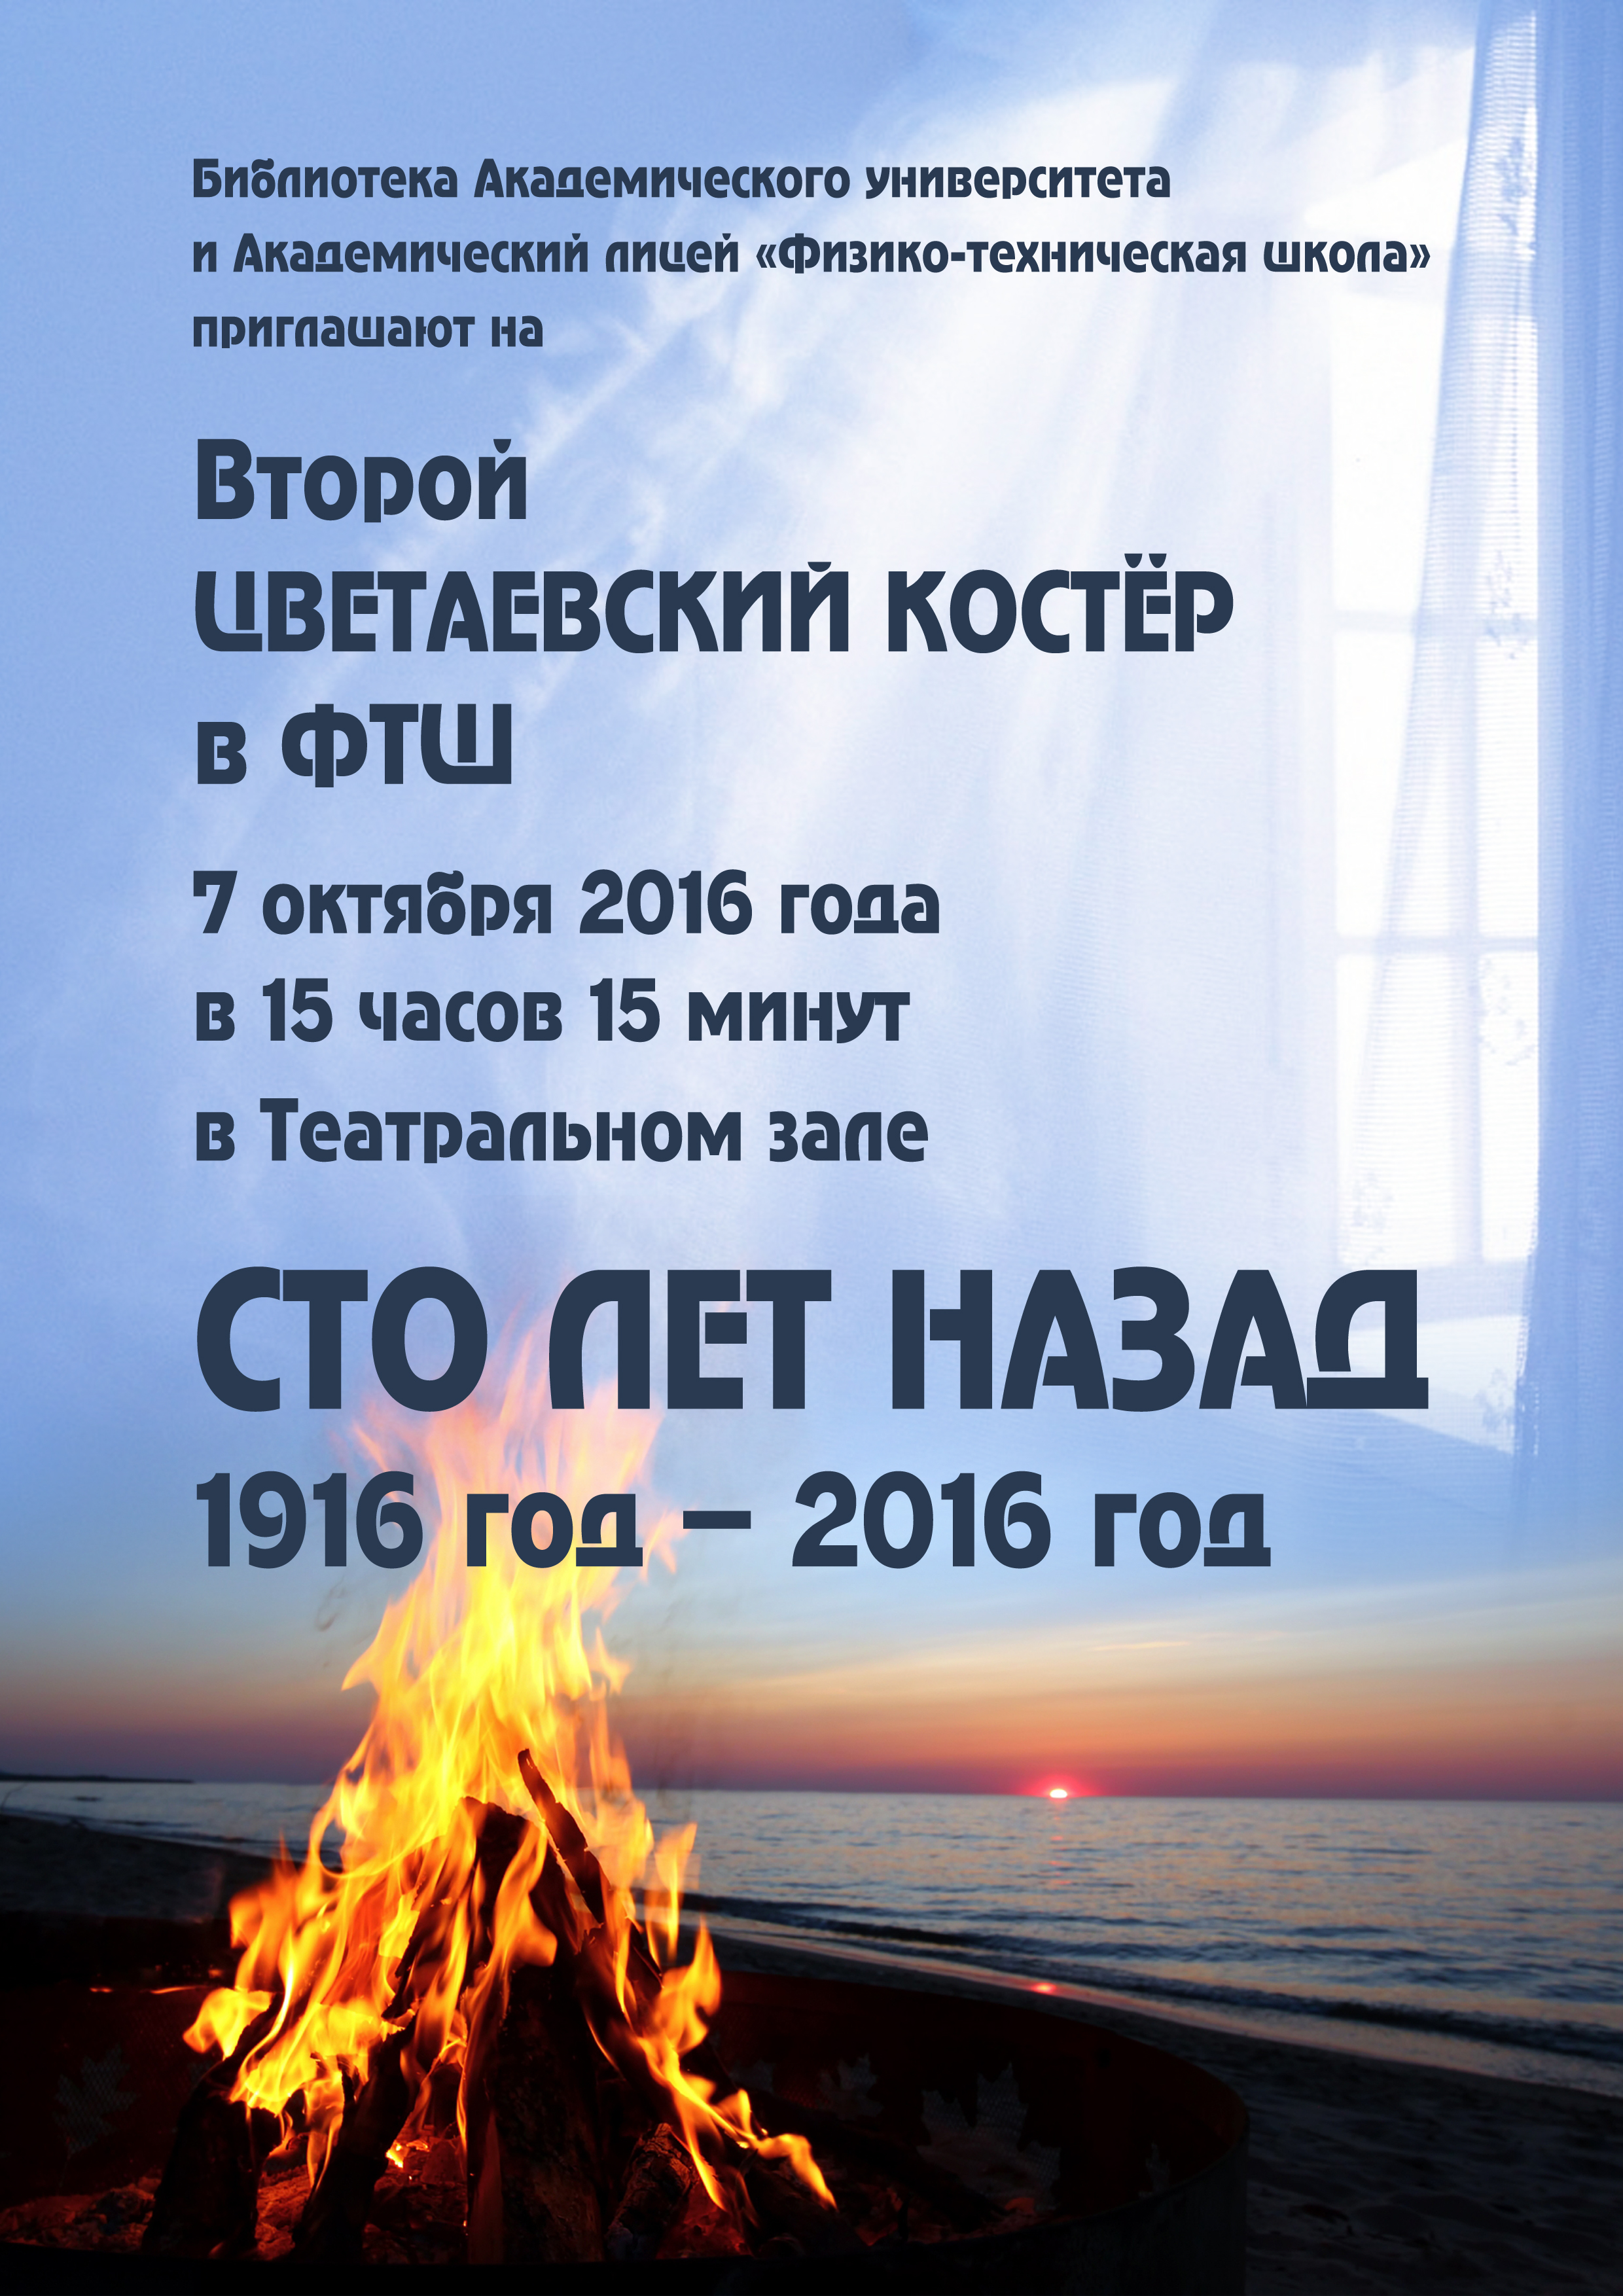 Библиотека Академического университета
и Академический лицей «Физико-техническая школа»
приглашают на
Второй
ЦВЕТАЕВСКИЙ КОСТЁР
в ФТШ
7 октября 2016 года
в 15 часов 15 минут
в Театральном зале
СТО ЛЕТ НАЗАД
1916 год – 2016 год